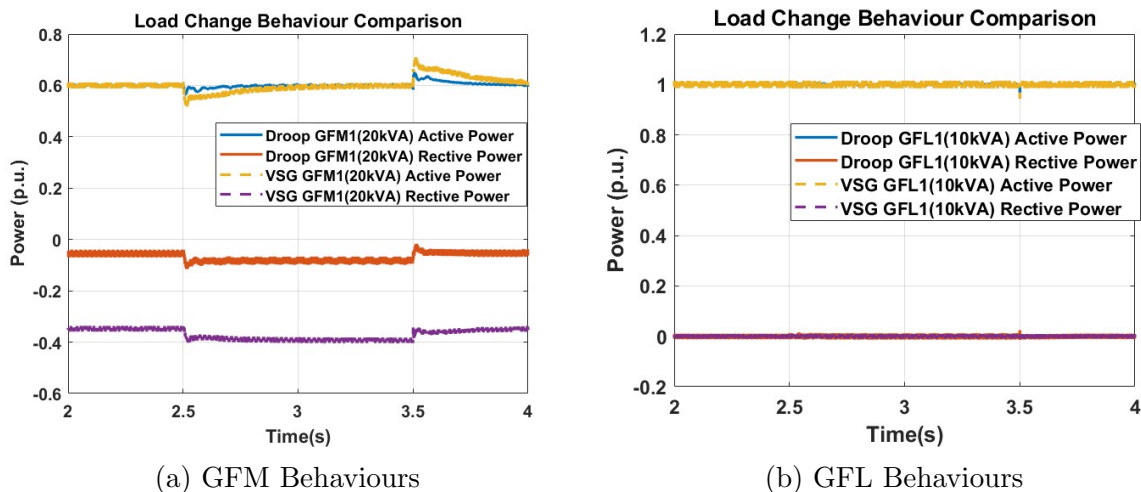 Load Change Behaviour Comparison
0.8
0.6
0.4
0.2
0
-0.2
-0.4
-0.6
Power (p.u.)
Droop GFM1(20kVA) Active Power
Droop GFM1(20kVA) Rective Power
VSG GFM1(20kVA) Active Power
VSG GFM1(20kVA) Rective Power
2
2.5
3
3.5
4
Time(s)
(a) GFM Behaviours
Load Change Behaviour Comparison
1.2
1
0.8
0.6
0.4
0.2
0
-0.2
Power (p.u.)
Droop GFL1(10kVA) Active Power
Droop GFL1(10kVA) Rective Power
VSG GFL1(10kVA) Active Power
VSG GFL1(10kVA) Rective Power
2
2.5
3
3.5
4
Time(s)
(b) GFL Behaviours